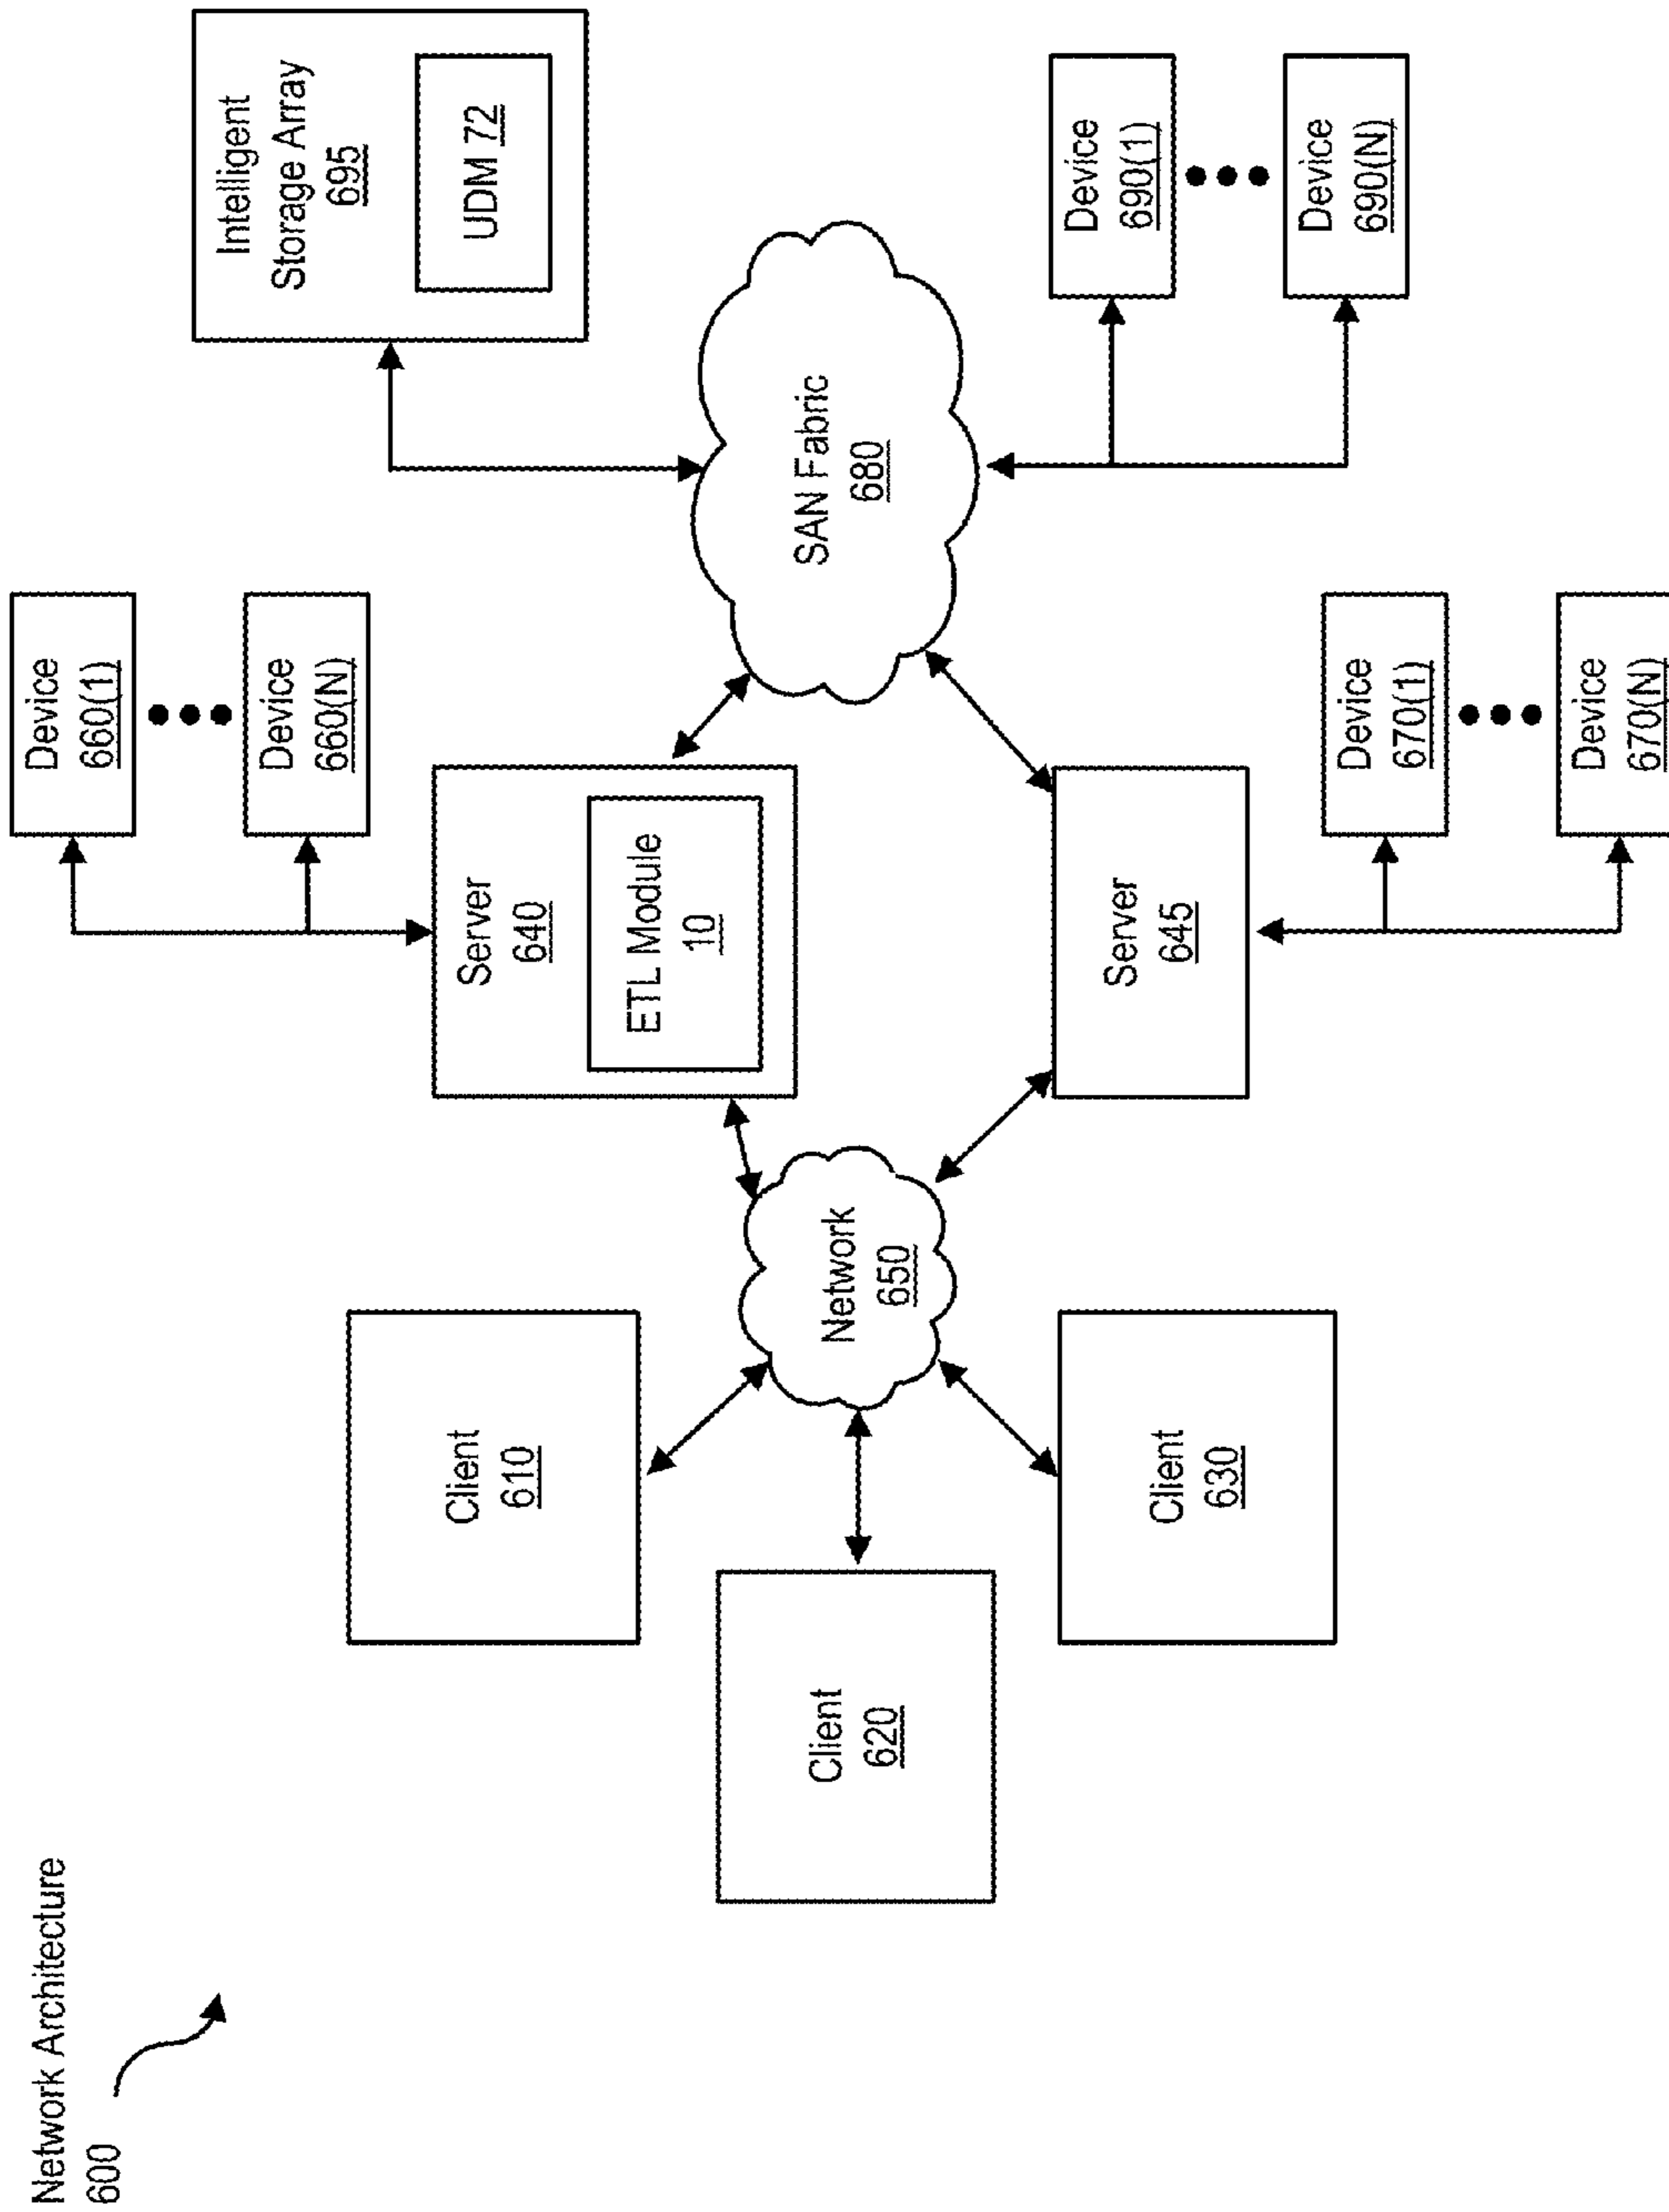 Network Architecture
600
Client
610
Client
620
Client
630
Network
650
Server
640
ETL Module
10
Server
645
Device
660(1)
Device
660(N)
Device
670(1)
Device
670(N)
SAN Fabric
680
Intelligent
Storage Array
695
UDM 72
Device
690(1)
Device
690(N)